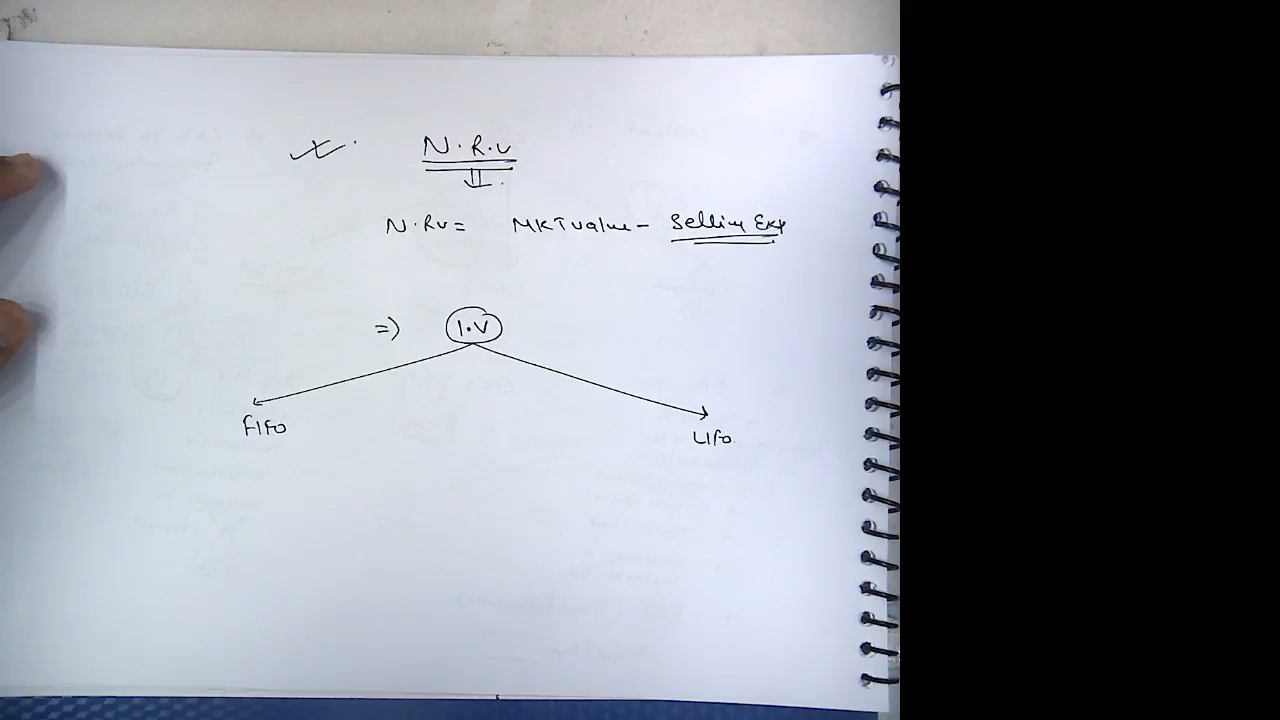 N.R.V
N.RV = MKT value - Selling Exp
=) I.V
FIFO LIFO